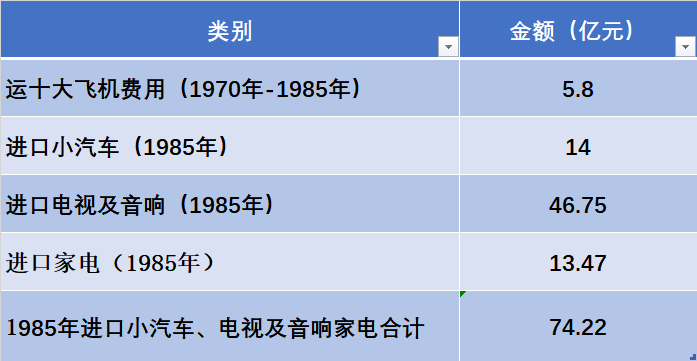 类别 金额（亿元）
运十大飞机费用（1970年-1985年） 5.8
进口小汽车（1985年） 14
进口电视及音响（1985年） 46.75
进口家电（1985年） 13.47
1985年进口小汽车、电视及音响家电合计 74.22